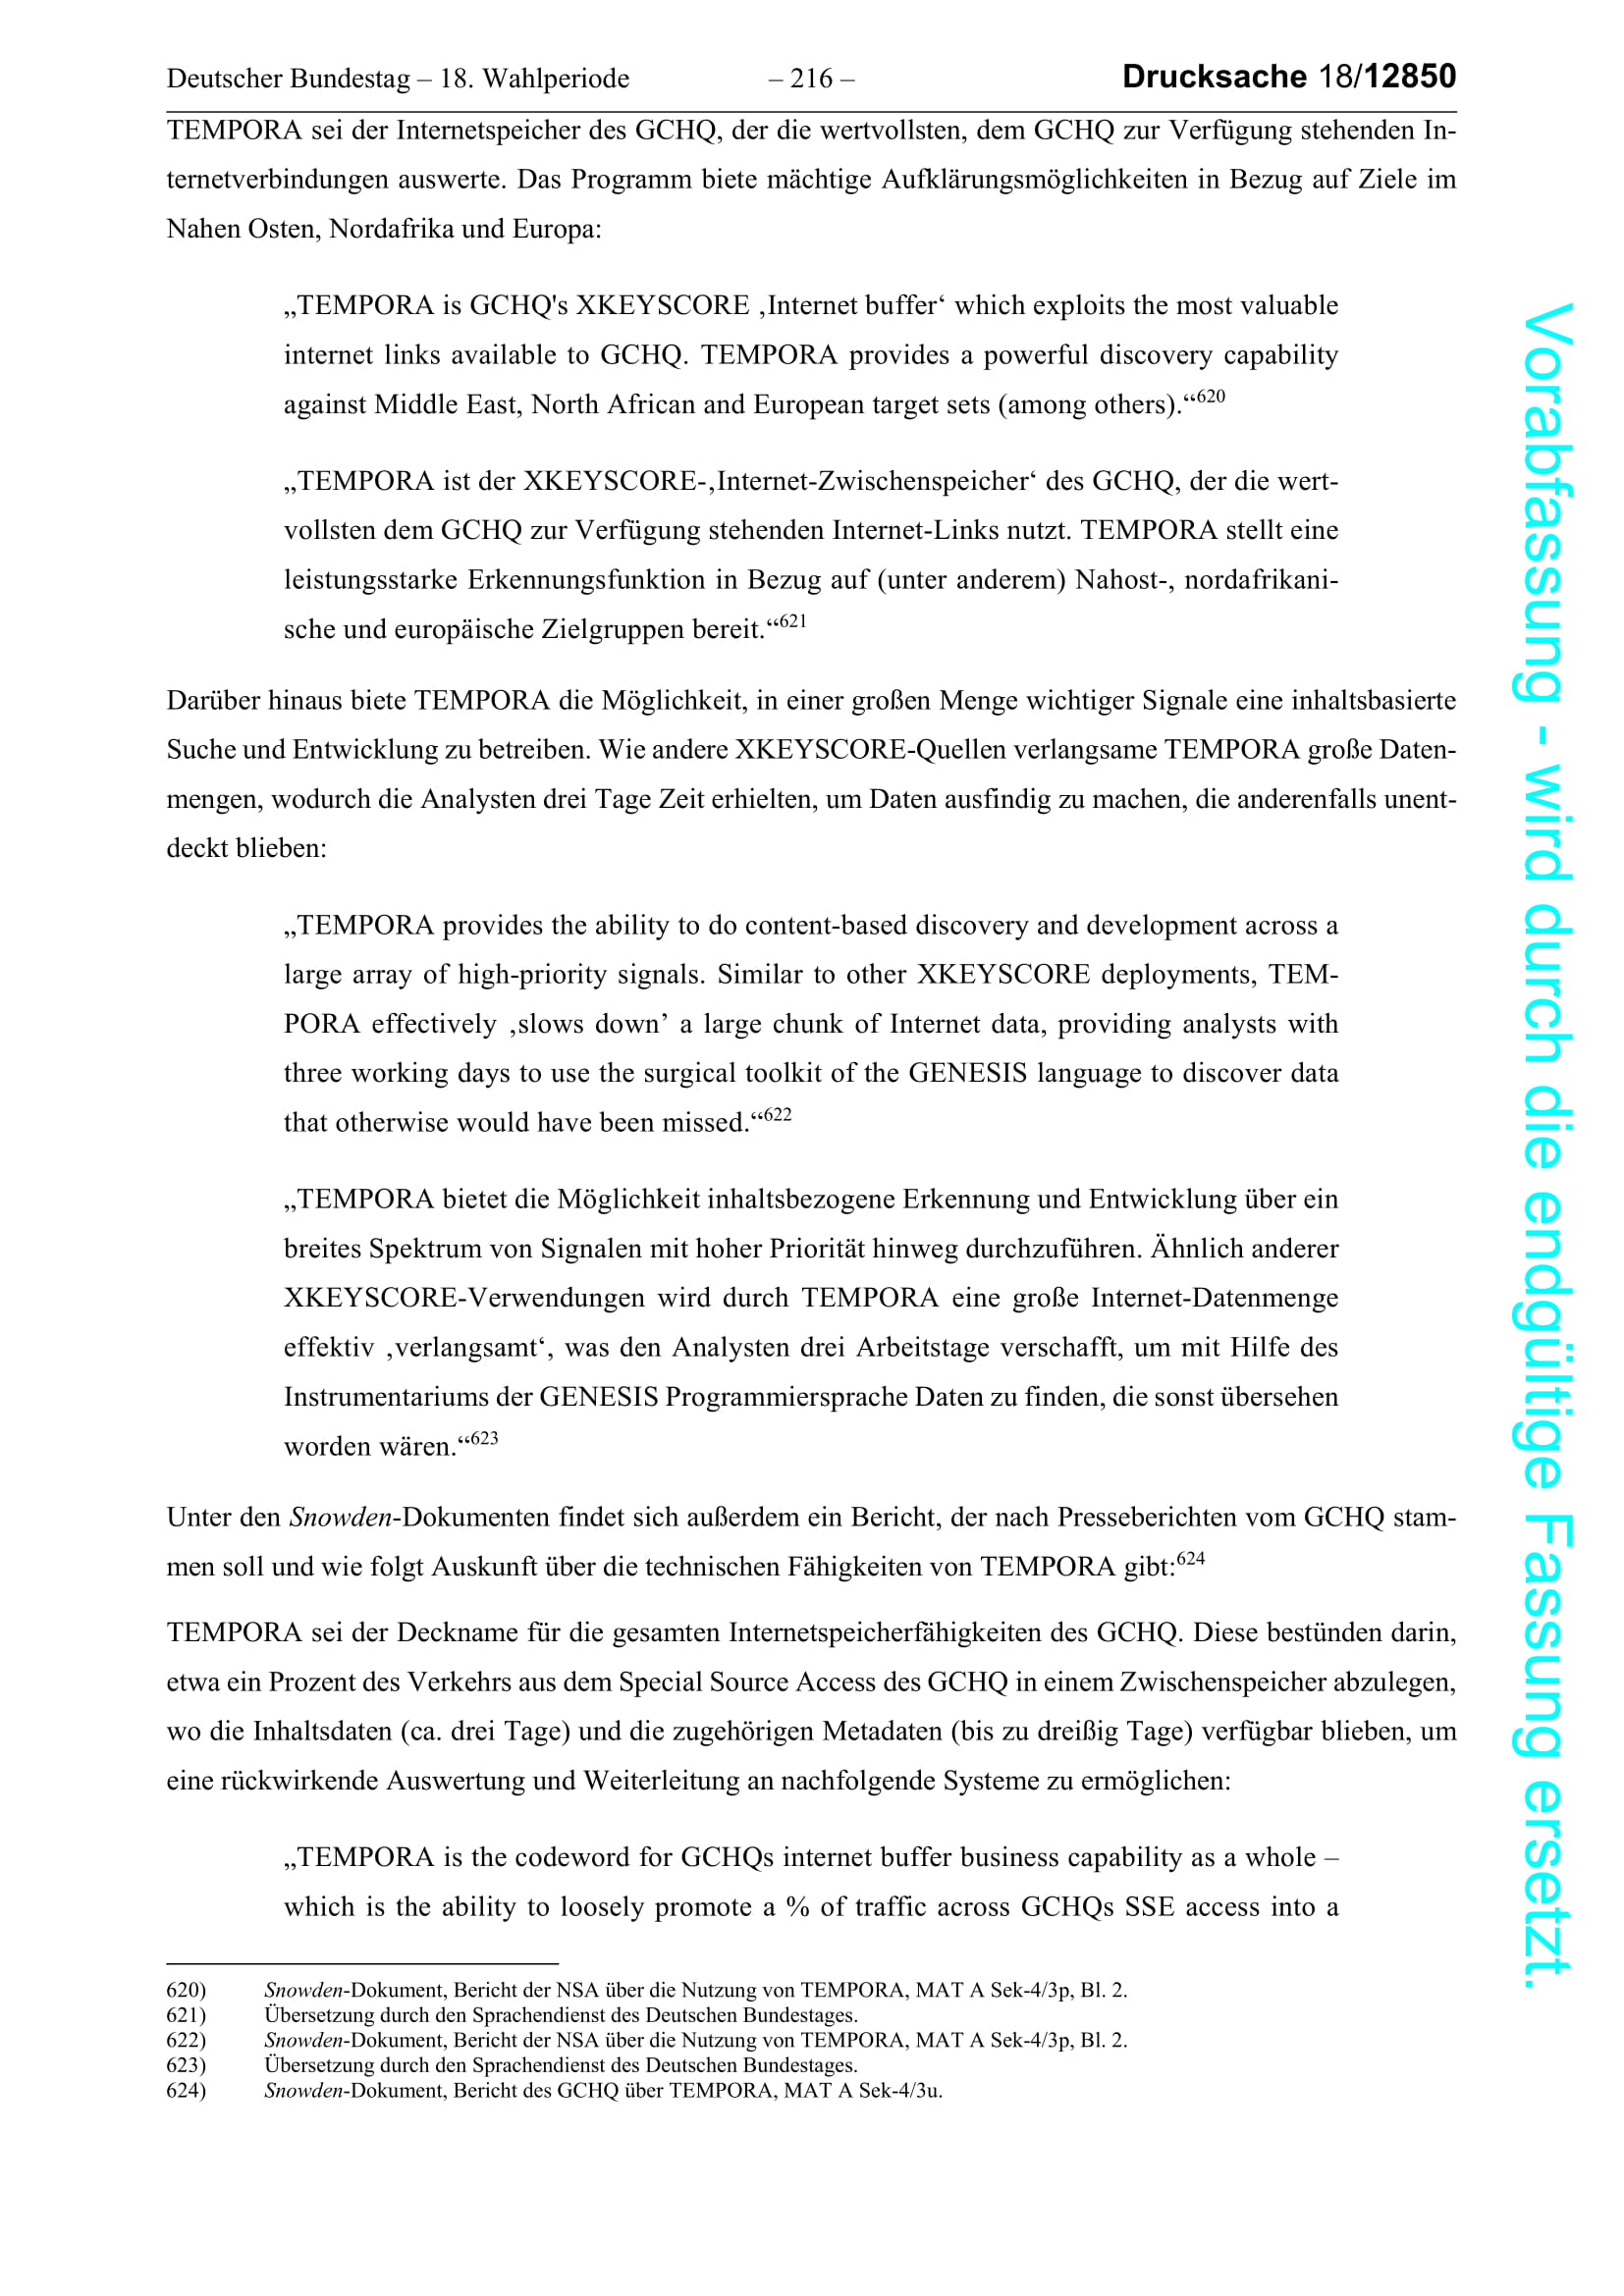 Deutscher Bundestag – 18. Wahlperiode – 216 – Drucksache 18/12850
TEMPORA sei der Internetspeicher des GCHQ, der die wertvollsten, dem GCHQ zur Verfügung stehenden In-
ternetverbindungen auswerte. Das Programm biete mächtige Aufklärungsmöglichkeiten in Bezug auf Ziele im
Nahen Osten, Nordafrika und Europa:
„TEMPORA is GCHQ's XKEYSCORE ‚Internet buffer‘ which exploits the most valuable
internet links available to GCHQ. TEMPORA provides a powerful discovery capability
against Middle East, North African and European target sets (among others).“620
„TEMPORA ist der XKEYSCORE-‚Internet-Zwischenspeicher‘ des GCHQ, der die wert-
vollsten dem GCHQ zur Verfügung stehenden Internet-Links nutzt. TEMPORA stellt eine
leistungsstarke Erkennungsfunktion in Bezug auf (unter anderem) Nahost-, nordafrikani-
sche und europäische Zielgruppen bereit.“621
Darüber hinaus biete TEMPORA die Möglichkeit, in einer großen Menge wichtiger Signale eine inhaltsbasierte
Suche und Entwicklung zu betreiben. Wie andere XKEYSCORE-Quellen verlangsame TEMPORA große Daten-
mengen, wodurch die Analysten drei Tage Zeit erhielten, um Daten ausfindig zu machen, die anderenfalls unent-
deckt blieben:
„TEMPORA provides the ability to do content-based discovery and development across a
large array of high-priority signals. Similar to other XKEYSCORE deployments, TEM-
PORA effectively ‚slows down’ a large chunk of Internet data, providing analysts with
three working days to use the surgical toolkit of the GENESIS language to discover data
that otherwise would have been missed.“622
„TEMPORA bietet die Möglichkeit inhaltsbezogene Erkennung und Entwicklung über ein
breites Spektrum von Signalen mit hoher Priorität hinweg durchzuführen. Ähnlich anderer
XKEYSCORE-Verwendungen wird durch TEMPORA eine große Internet-Datenmenge
effektiv ‚verlangsamt‘, was den Analysten drei Arbeitstage verschafft, um mit Hilfe des
Instrumentariums der GENESIS Programmiersprache Daten zu finden, die sonst übersehen
worden wären.“623
Unter den Snowden-Dokumenten findet sich außerdem ein Bericht, der nach Presseberichten vom GCHQ stam-
men soll und wie folgt Auskunft über die technischen Fähigkeiten von TEMPORA gibt:624
TEMPORA sei der Deckname für die gesamten Internetspeicherfähigkeiten des GCHQ. Diese bestünden darin,
etwa ein Prozent des Verkehrs aus dem Special Source Access des GCHQ in einem Zwischenspeicher abzulegen,
wo die Inhaltsdaten (ca. drei Tage) und die zugehörigen Metadaten (bis zu dreißig Tage) verfügbar blieben, um
eine rückwirkende Auswertung und Weiterleitung an nachfolgende Systeme zu ermöglichen:
„TEMPORA is the codeword for GCHQs internet buffer business capability as a whole –
which is the ability to loosely promote a % of traffic across GCHQs SSE access into a
620) Snowden-Dokument, Bericht der NSA über die Nutzung von TEMPORA, MAT A Sek-4/3p, Bl. 2.
621) Übersetzung durch den Sprachendienst des Deutschen Bundestages.
622) Snowden-Dokument, Bericht der NSA über die Nutzung von TEMPORA, MAT A Sek-4/3p, Bl. 2.
623) Übersetzung durch den Sprachendienst des Deutschen Bundestages.
624) Snowden-Dokument, Bericht des GCHQ über TEMPORA, MAT A Sek-4/3u.
Vorabfassung - wird durch die endgültige Fassung ersetzt.